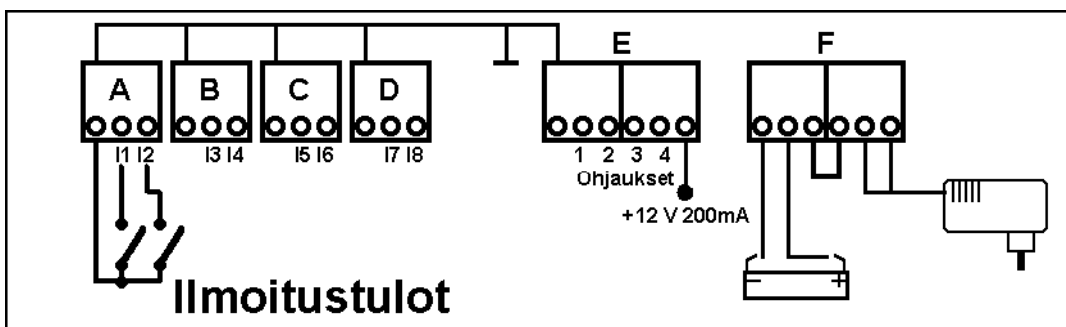 E F
A B C D
I1 I2 I3 I4 I5 I6 I7 I8 1 2 3 4
Ohjaukset
+12 V 200mA
− +
Ilmoitustulot